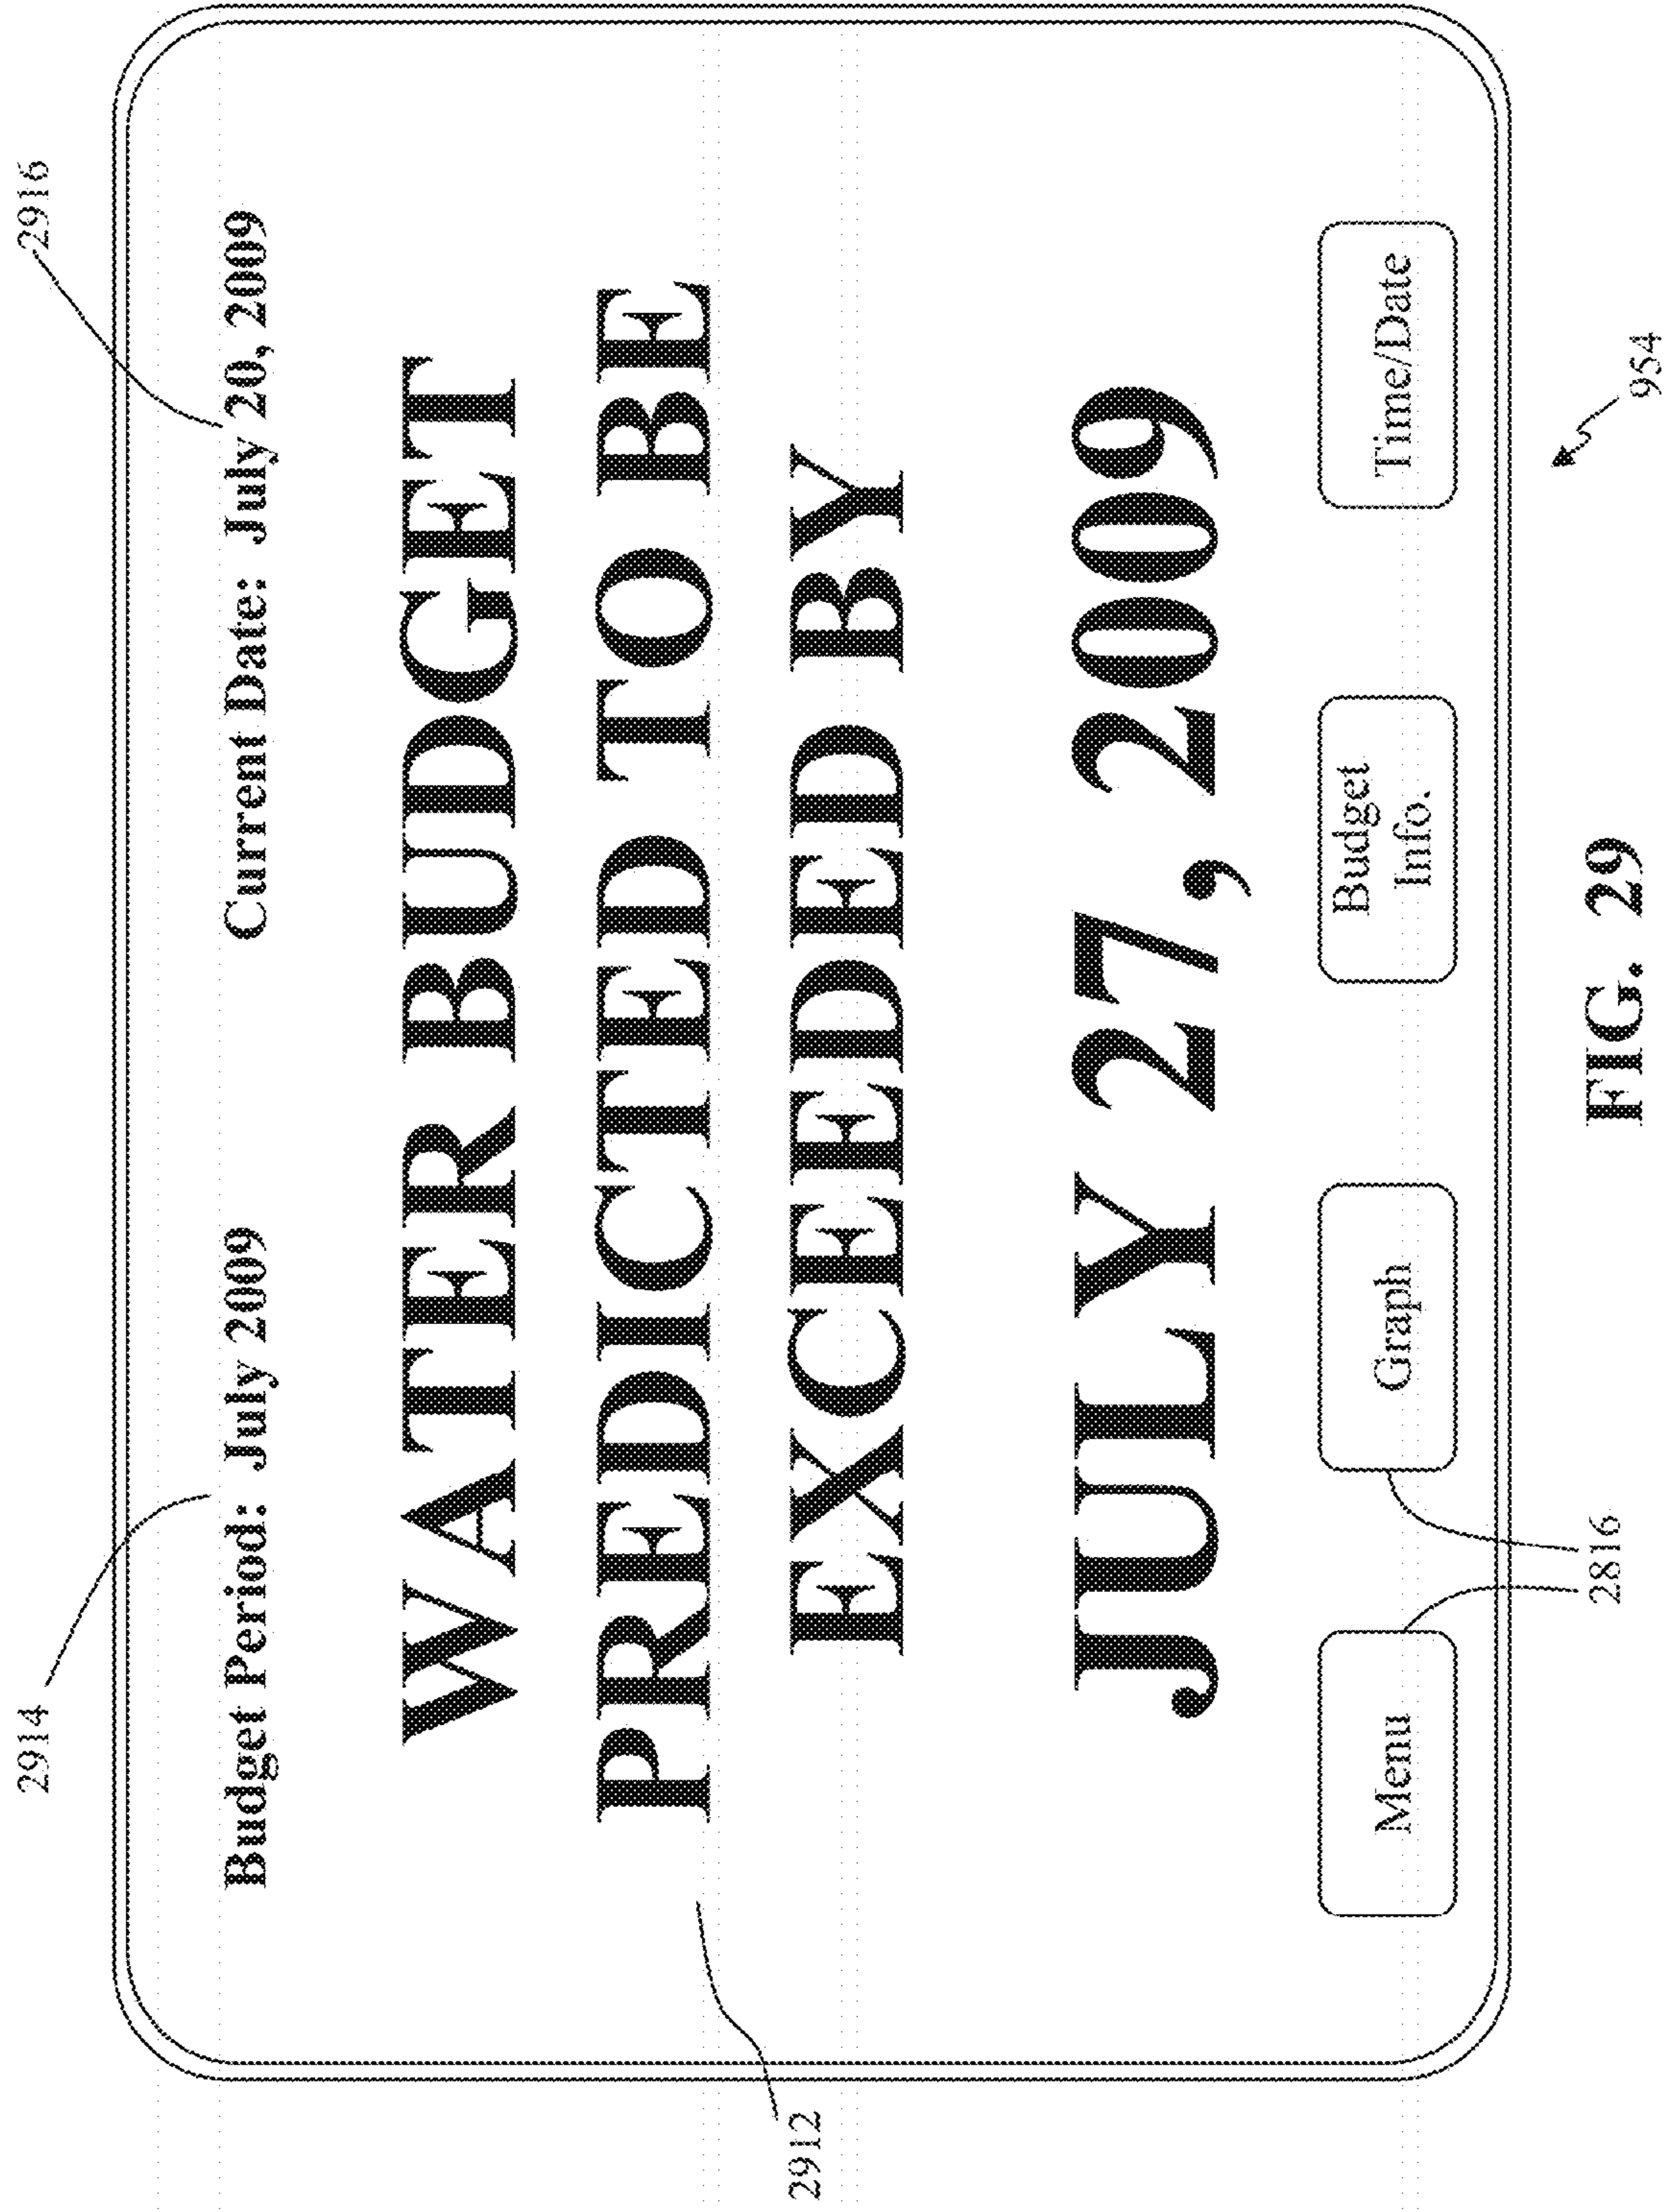 2914
2916
Budget Period: July 2009
Current Date: July 20, 2009
WATER BUDGET
PREDICTED TO BE
EXCEEDED BY
JULY 27, 2009
2912
Menu
Graph
Budget
Info.
Time/Date
2816
954
FIG. 29